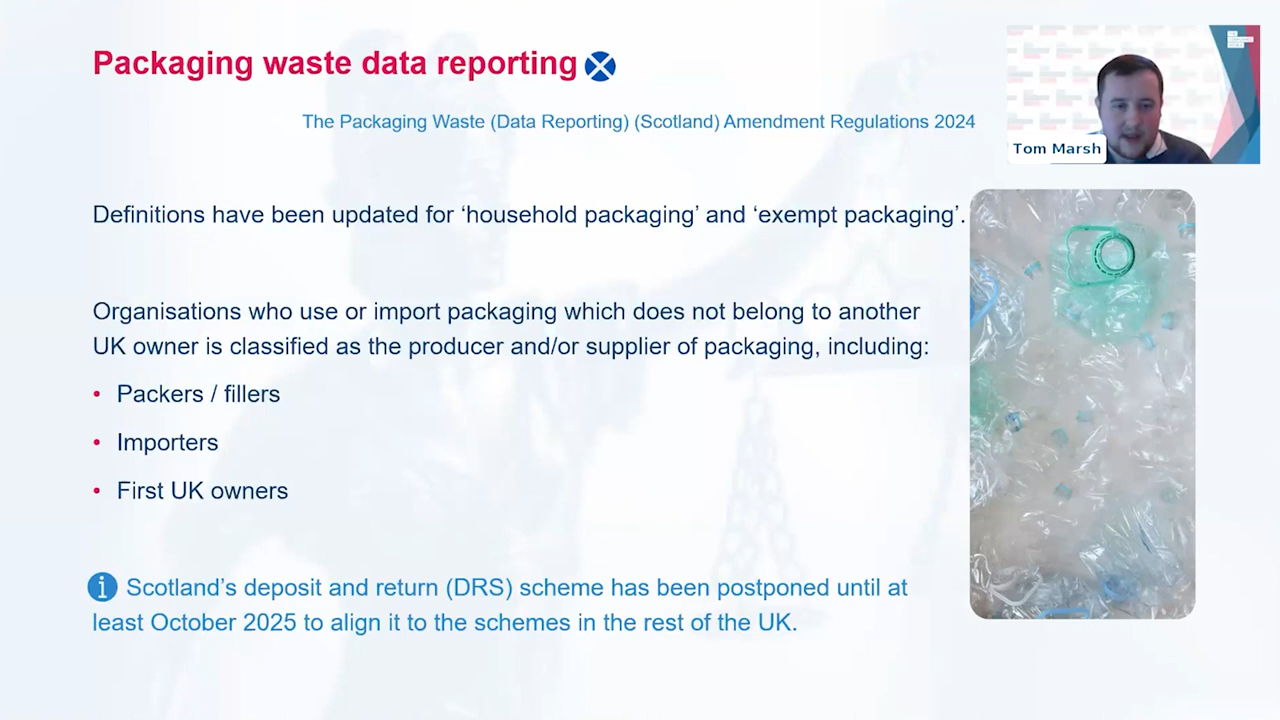 Packaging waste data reporting
The Packaging Waste (Data Reporting) (Scotland) Amendment Regulations 2024
Tom Marsh
Definitions have been updated for ‘household packaging’ and ‘exempt packaging’.
Organisations who use or import packaging which does not belong to another
UK owner is classified as the producer and/or supplier of packaging, including:
• Packers / fillers
• Importers
• First UK owners
Scotland’s deposit and return (DRS) scheme has been postponed until at
least October 2025 to align it to the schemes in the rest of the UK.